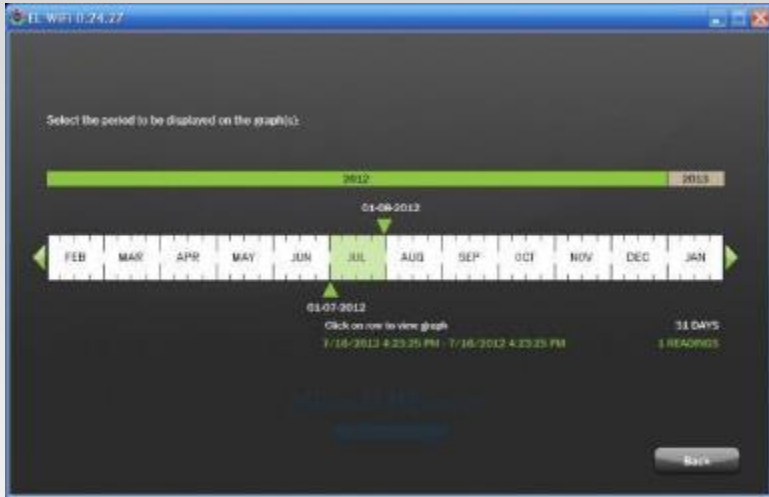 EL WiFi 0.24.27
Select the period to be displayed on the graph(s):
2012 2013
01-08-2012
FEB MAR APR MAY JUN JUL AUG SEP OCT NOV DEC JAN
01-07-2012
Click on row to view graph 31 DAYS
7/16/2012 4:23:25 PM - 7/16/2012 4:23:25 PM 1 READINGS
Back